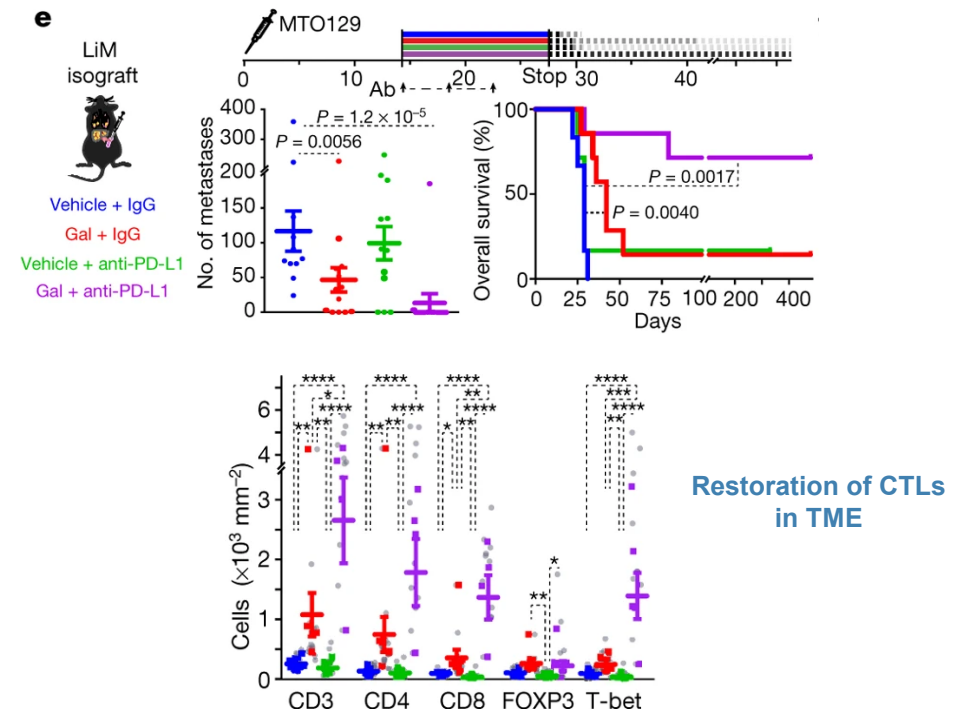 e
MTO129
LiM
isograft
0 10 20 Stop 30 40
Ab
Vehicle + IgG
Gal + IgG
Vehicle + anti-PD-L1
Gal + anti-PD-L1
No. of metastases
400
300
200
150
100
50
0
P = 1.2 × 10⁻⁵
P = 0.0056
Overall survival (%)
100
50
0
P = 0.0017
P = 0.0040
0 25 50 75 100 200 400
Days
Cells (×10³ mm⁻²)
6
4
3
2
1
0
**** **** **** ****
* ** ***
**** **** **** ****
** ** ** ** * ** **
*
**
CD3 CD4 CD8 FOXP3 T-bet
Restoration of CTLs
in TME